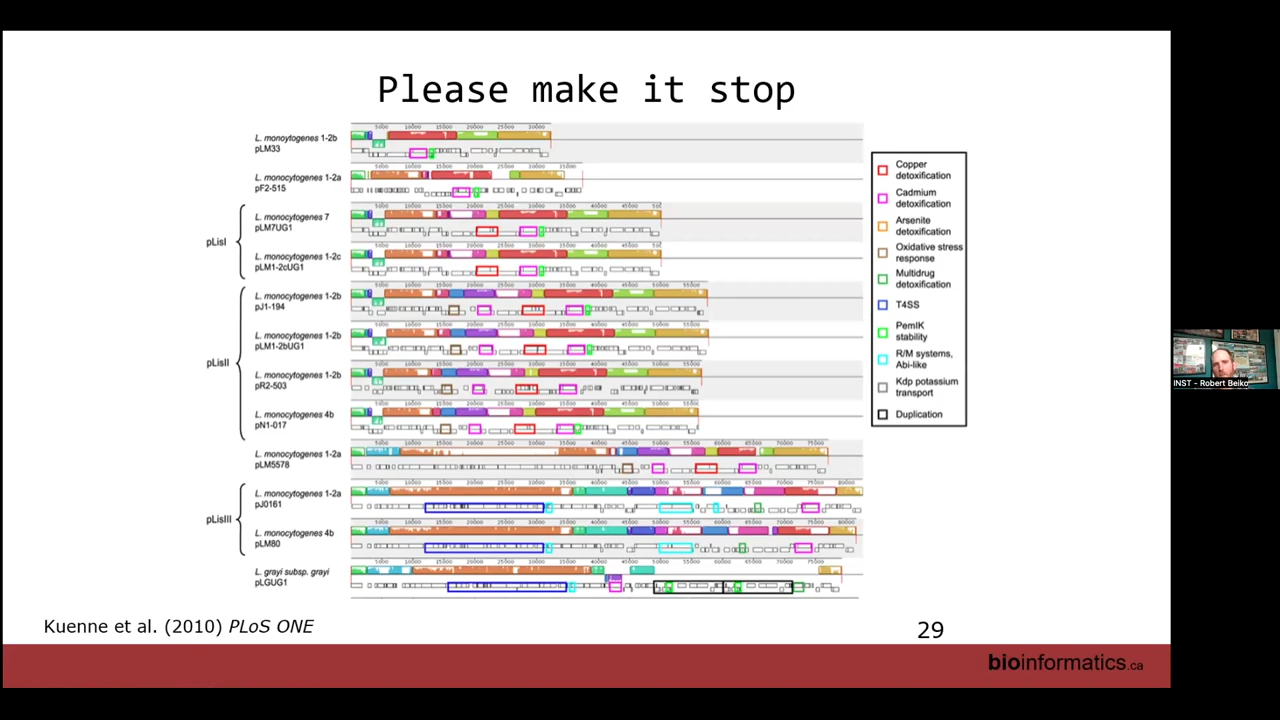 Please make it stop
L. monoytogenes 1-2b
pLM33
L. monocytogenes 1-2a
pF2-515
L. monocytogenes 7
pLM7UG1
pLisI
L. monocytogenes 1-2c
pLM1-2cUG1
L. monocytogenes 1-2b
pJ1-194
L. monocytogenes 1-2b
pLM1-2bUG1
pLisII
L. monocytogenes 1-2b
pR2-503
L. monocytogenes 4b
pN1-017
L. monocytogenes 1-2a
pLM5578
L. monocytogenes 1-2a
pJ0161
pLisIII
L. monocytogenes 4b
pLM80
L. grayi subsp. grayi
pLGUG1
Copper
detoxification
Cadmium
detoxification
Arsenite
detoxification
Oxidative stress
response
Multidrug
detoxification
T4SS
PemIK
stability
R/M systems,
Abi-like
Kdp potassium
transport
Duplication
INST - Robert Beiko
Kuenne et al. (2010) PLoS ONE
29
bioinformatics.ca